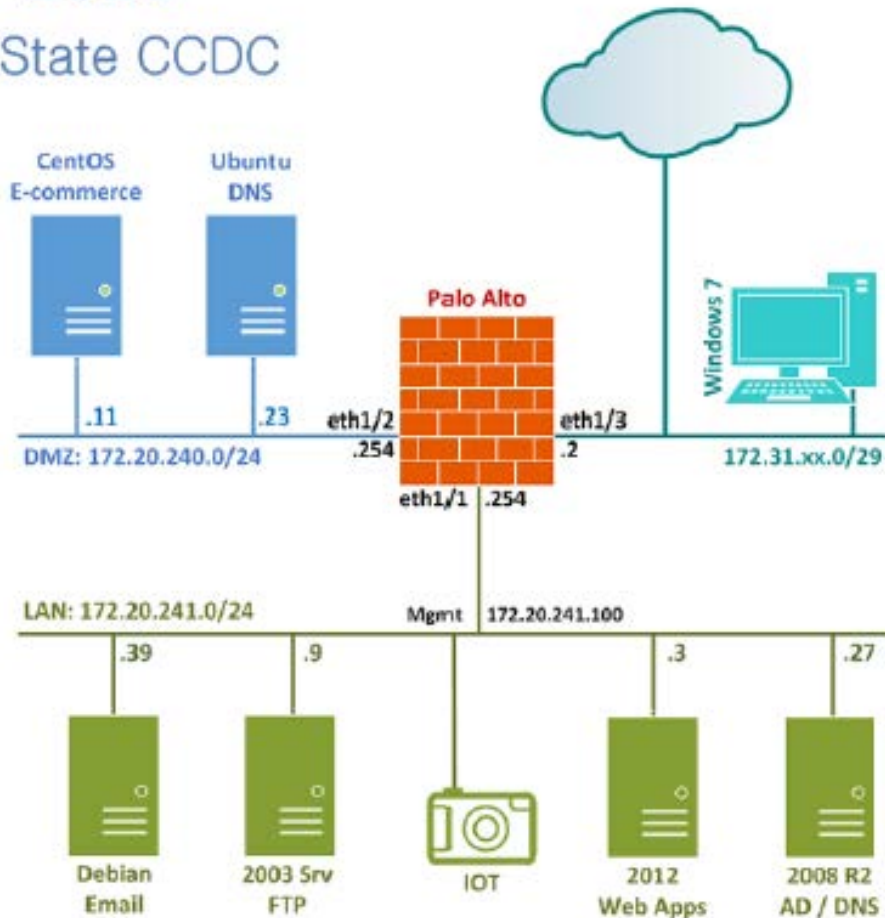 State CCDC
CentOS
E-commerce
Ubuntu
DNS
Palo Alto
Windows 7
.11
.23
eth1/2
eth1/3
DMZ: 172.20.240.0/24
.254
.2
172.31.xx.0/29
eth1/1
.254
LAN: 172.20.241.0/24
Mgmt
172.20.241.100
.39
.9
.3
.27
Debian
Email
2003 Srv
FTP
IOT
2012
Web Apps
2008 R2
AD / DNS